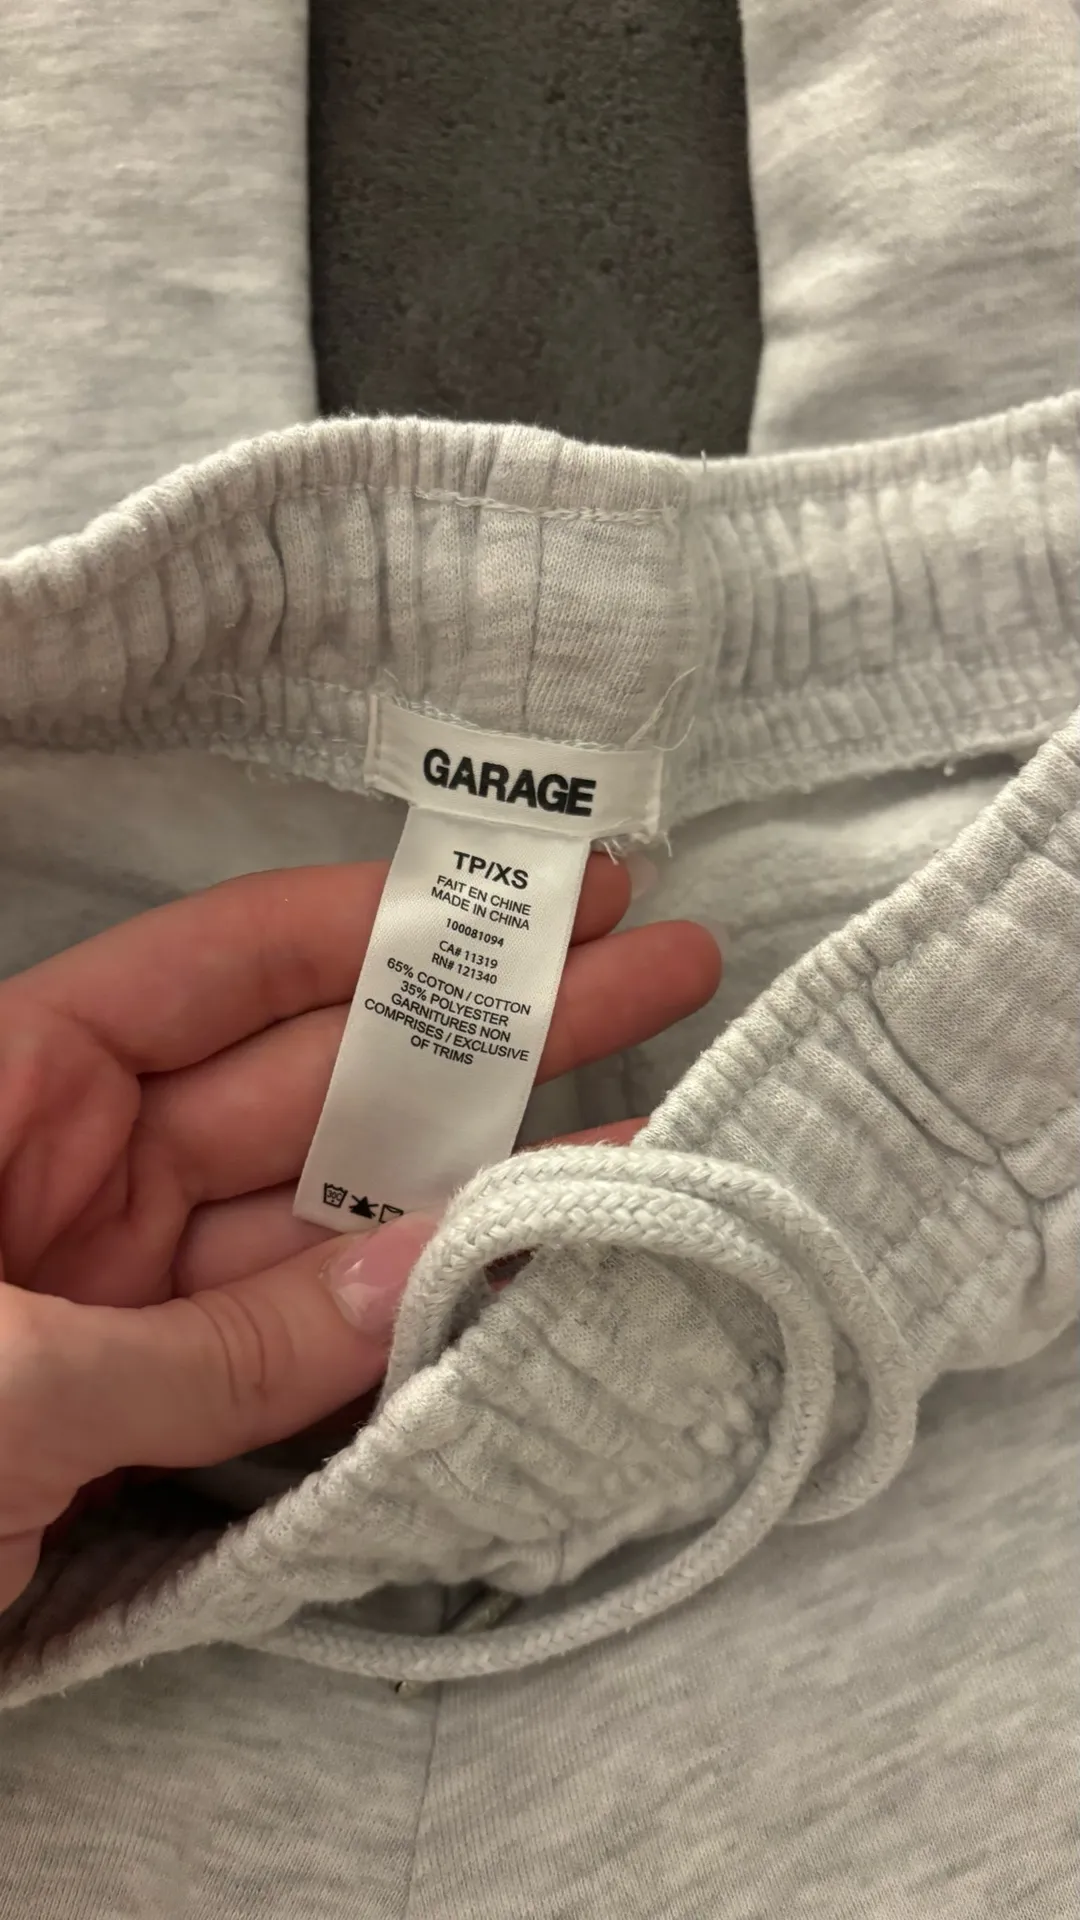 GARAGE
TP/XS
FAIT EN CHINE
MADE IN CHINA
100081094
CA# 11319
RN# 121340
65% COTON / COTTON
35% POLYESTER
GARNITURES NON
COMPRISES / EXCLUSIVE
OF TRIMS
30C